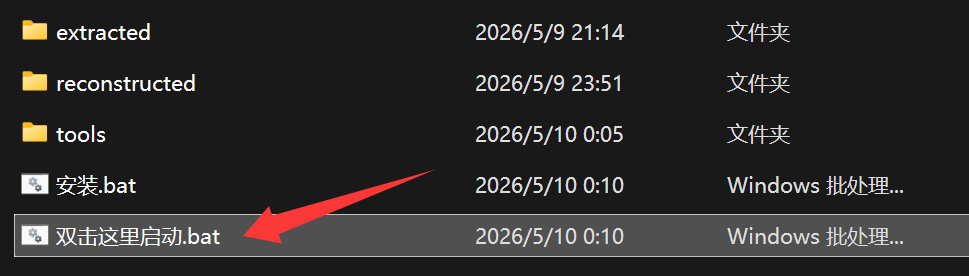 extracted 2026/5/9 21:14 文件夹
reconstructed 2026/5/9 23:51 文件夹
tools 2026/5/10 0:05 文件夹
安装.bat 2026/5/10 0:10 Windows 批处理...
双击这里启动.bat 2026/5/10 0:10 Windows 批处理...